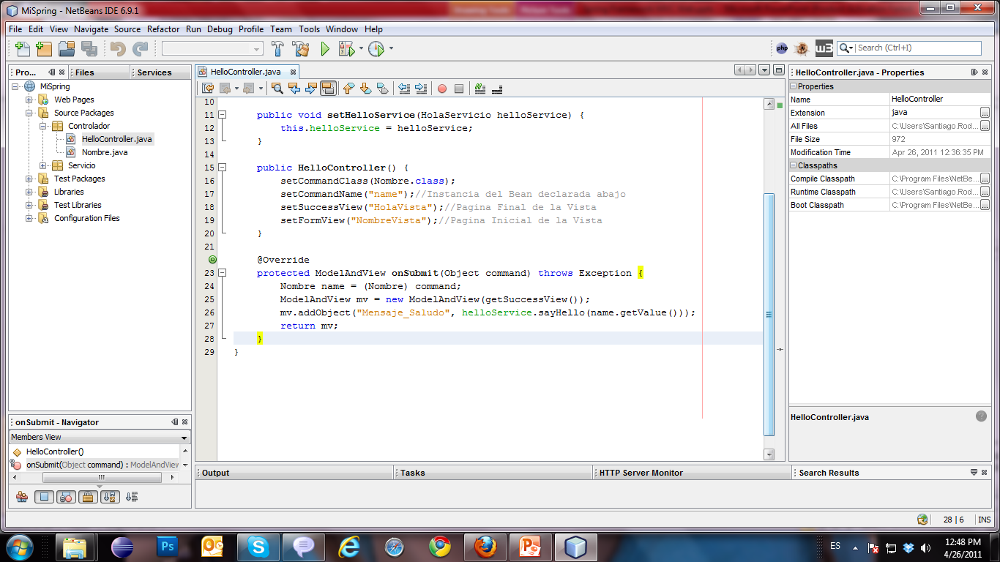 MiSpring - NetBeans IDE 6.9.1
File Edit View Navigate Source Refactor Run Debug Profile Team Tools Window Help
php
w3
Search (Ctrl+I)
Pro...
Files
Services
MiSpring
Web Pages
Source Packages
Controlador
HelloController.java
Nombre.java
Servicio
Test Packages
Libraries
Test Libraries
Configuration Files
onSubmit - Navigator
Members View
HelloController()
onSubmit(Object command) : ModelAndView
HelloController.java
10
11 public void setHelloService(HolaServicio helloService) {
12 this.helloService = helloService;
13 }
14
15 public HelloController() {
16 setCommandClass(Nombre.class);
17 setCommandName("name");//Instancia del Bean declarada abajo
18 setSuccessView("HolaVista");//Pagina Final de la Vista
19 setFormView("NombreVista");//Pagina Inicial de la Vista
20 }
21
@Override
23 protected ModelAndView onSubmit(Object command) throws Exception {
24 Nombre name = (Nombre) command;
25 ModelAndView mv = new ModelAndView(getSuccessView());
26 mv.addObject("Mensaje_Saludo", helloService.sayHello(name.getValue()));
27 return mv;
28 }
29 }
HelloController.java - Properties
Properties
Name HelloController
Extension java
All Files C:\Users\Santiago.Rod...
File Size 972
Modification Time Apr 26, 2011 12:36:35 PM
Classpaths
Compile Classpath C:\Program Files\NetBe...
Runtime Classpath C:\Program Files\NetBe...
Boot Classpath C:\Program Files\NetBe...
HelloController.java
Output
Tasks
HTTP Server Monitor
Search Results
28 | 6 INS
Ps
ES
12:48 PM
4/26/2011